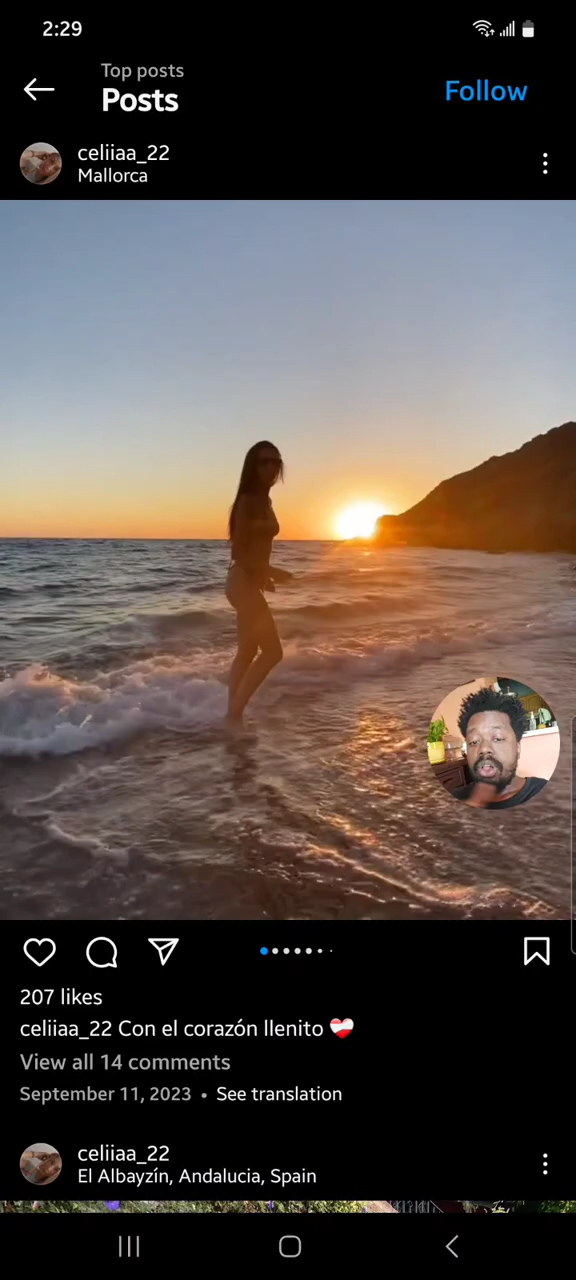 2:29
Top posts
Posts
Follow
celiiaa_22
Mallorca
207 likes
celiiaa_22 Con el corazón llenito
View all 14 comments
September 11, 2023 • See translation
celiiaa_22
El Albayzín, Andalucia, Spain